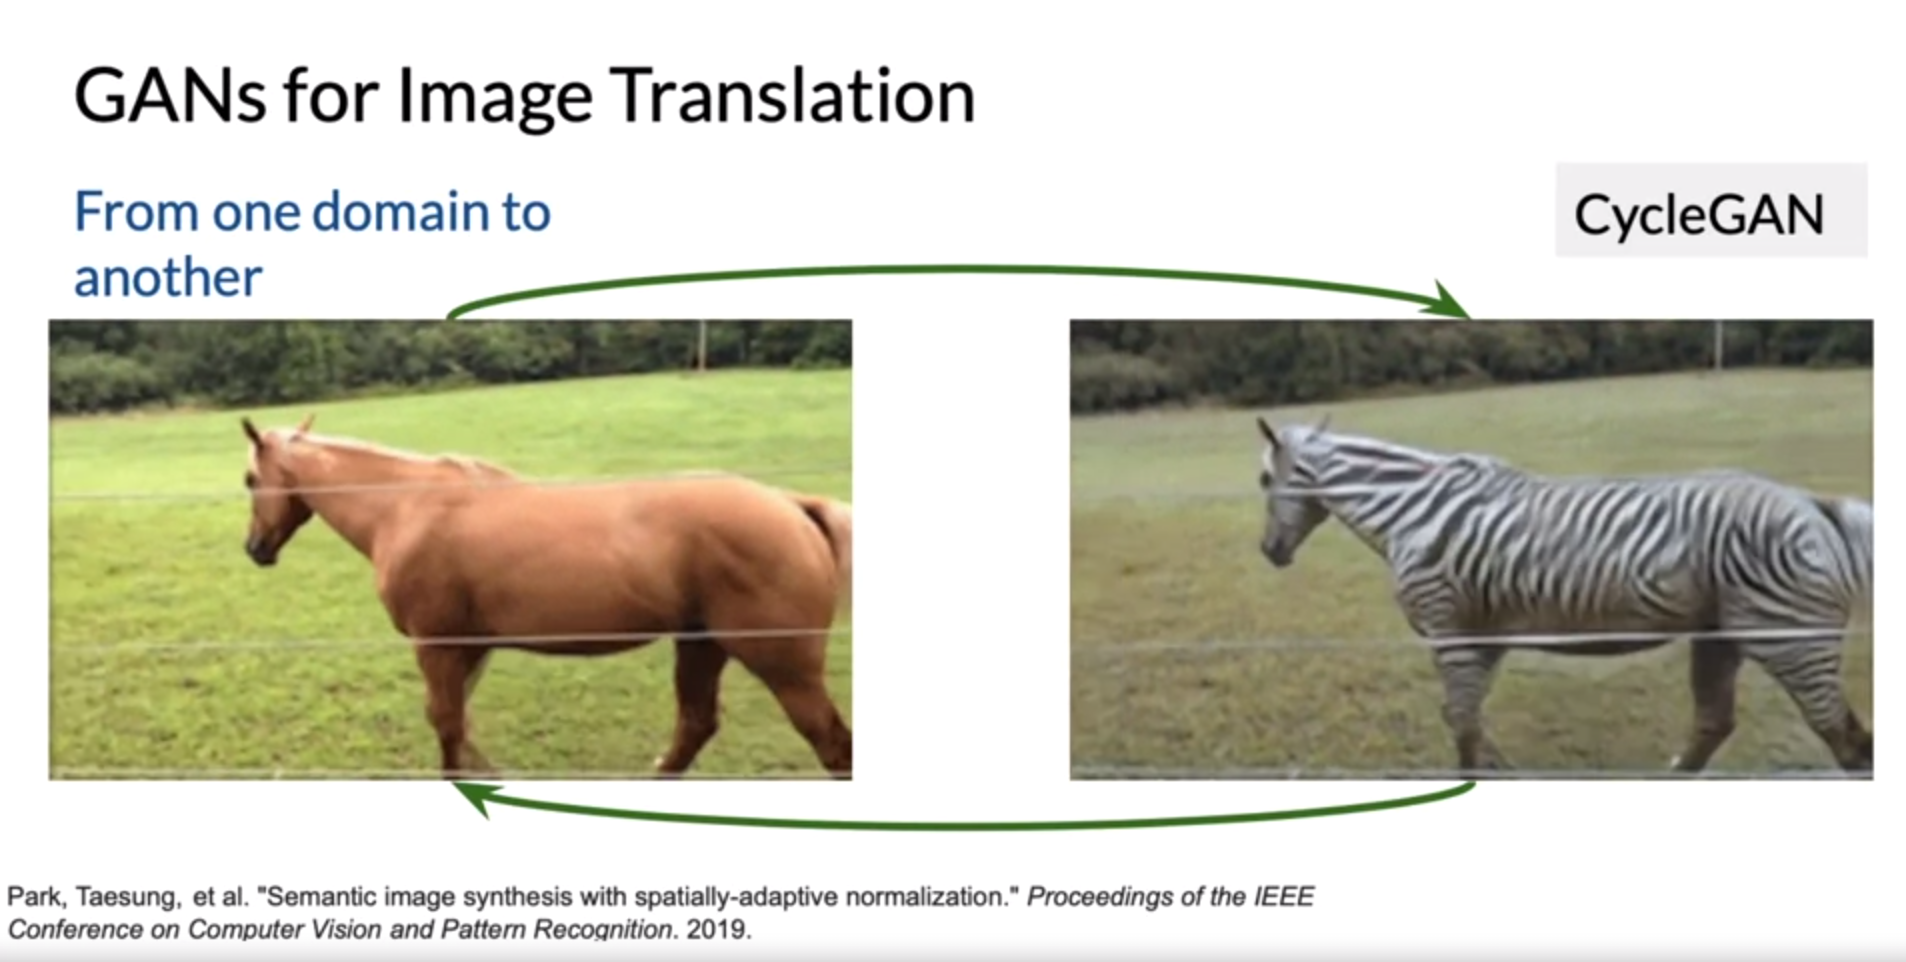 GANs for Image Translation
From one domain to
another
CycleGAN
Park, Taesung, et al. "Semantic image synthesis with spatially-adaptive normalization." Proceedings of the IEEE
Conference on Computer Vision and Pattern Recognition. 2019.